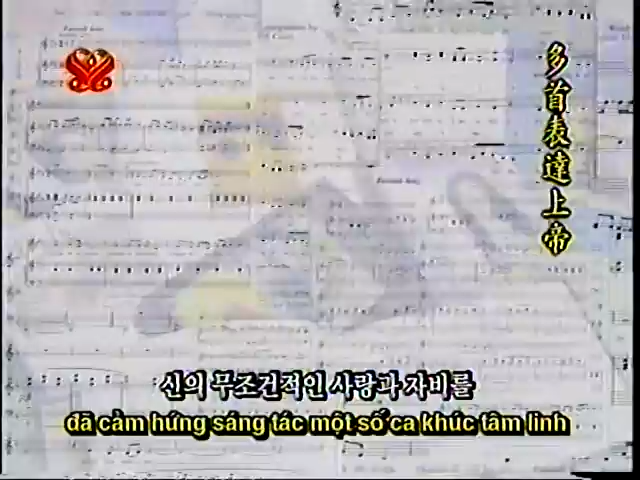 多首表達上帝
신의 무조건적인 사랑과 자비를
đã cảm hứng sáng tác một số ca khúc tâm linh